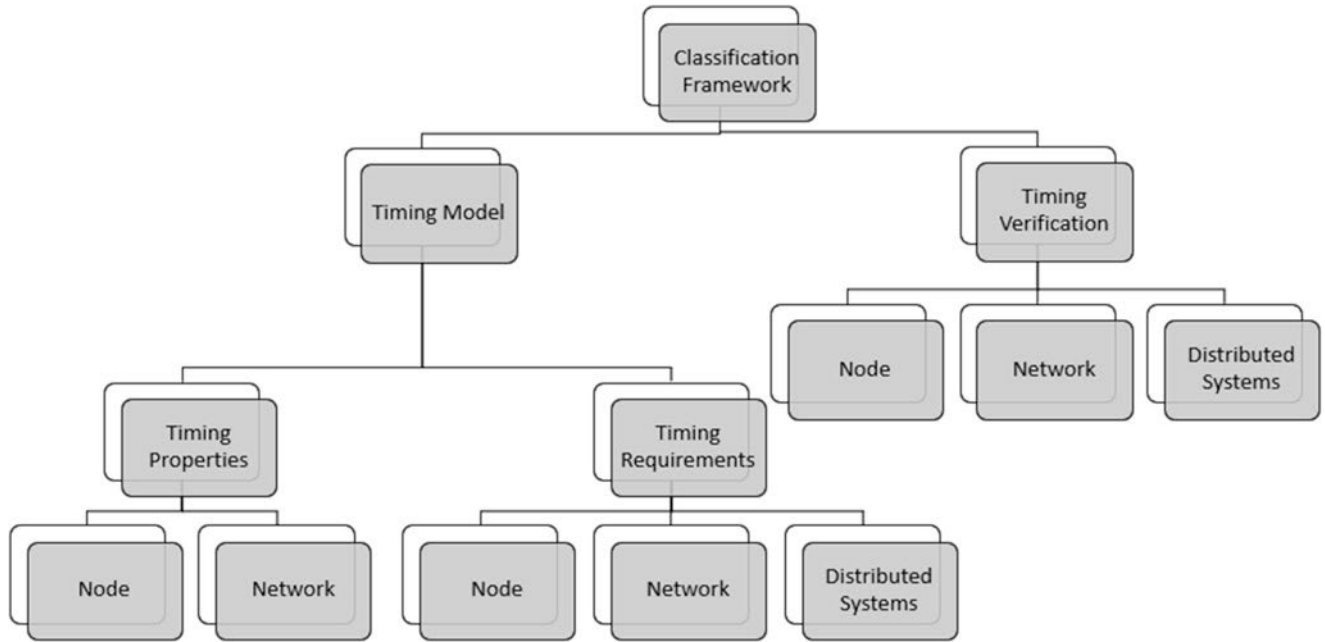 Classification
Framework
Timing Model
Timing
Verification
Node
Network
Distributed
Systems
Timing
Properties
Timing
Requirements
Node
Network
Node
Network
Distributed
Systems